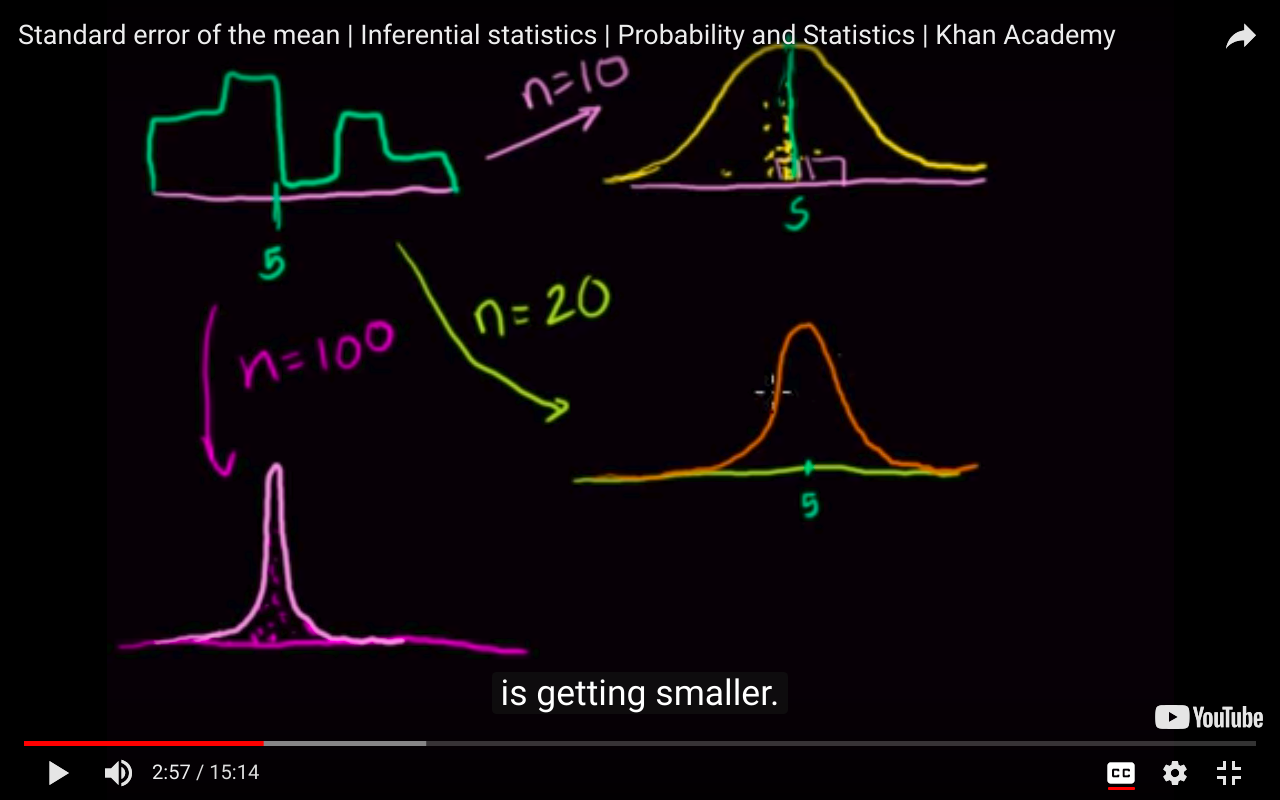 Standard error of the mean | Inferential statistics | Probability and Statistics | Khan Academy
n=10
5
5
n=20
n=100
5
is getting smaller.
YouTube
2:57 / 15:14
CC